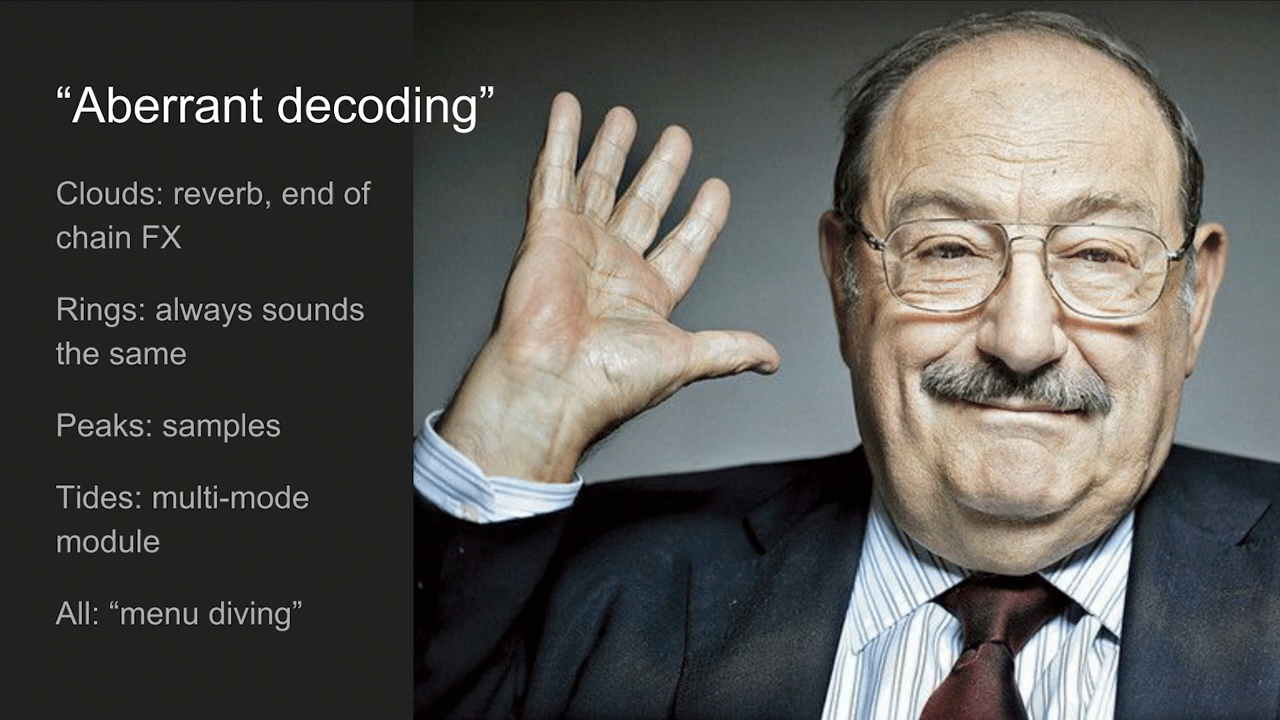 “Aberrant decoding”
Clouds: reverb, end of
chain FX
Rings: always sounds
the same
Peaks: samples
Tides: multi-mode
module
All: “menu diving”